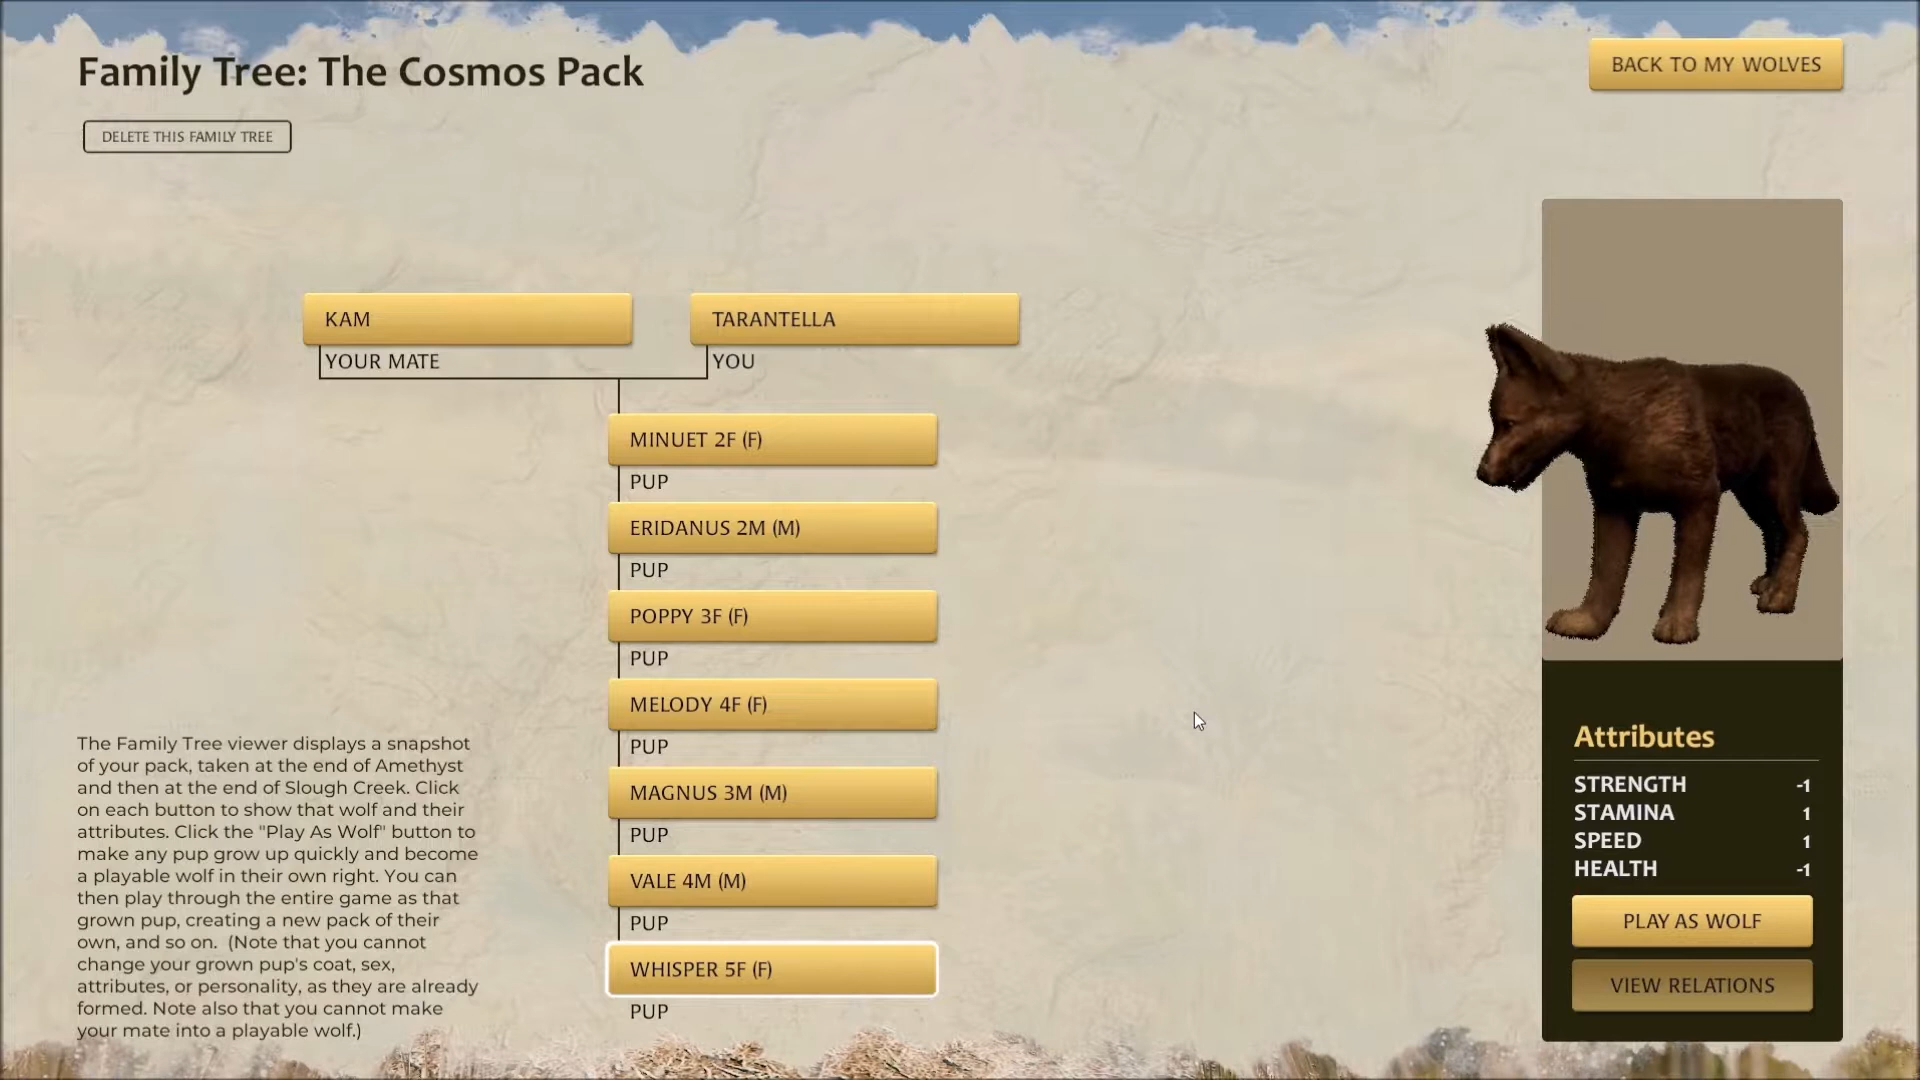 Family Tree: The Cosmos Pack
BACK TO MY WOLVES
DELETE THIS FAMILY TREE
KAM
TARANTELLA
YOUR MATE
YOU
MINUET 2F (F)
PUP
ERIDANUS 2M (M)
PUP
POPPY 3F (F)
PUP
MELODY 4F (F)
PUP
MAGNUS 3M (M)
PUP
VALE 4M (M)
PUP
WHISPER 5F (F)
PUP
The Family Tree viewer displays a snapshot
of your pack, taken at the end of Amethyst
and then at the end of Slough Creek. Click
on each button to show that wolf and their
attributes. Click the "Play As Wolf" button to
make any pup grow up quickly and become
a playable wolf in their own right. You can
then play through the entire game as that
grown pup, creating a new pack of their
own, and so on.  (Note that you cannot
change your grown pup's coat, sex,
attributes, or personality, as they are already
formed. Note also that you cannot make
your mate into a playable wolf.)
Attributes
STRENGTH -1
STAMINA 1
SPEED 1
HEALTH -1
PLAY AS WOLF
VIEW RELATIONS